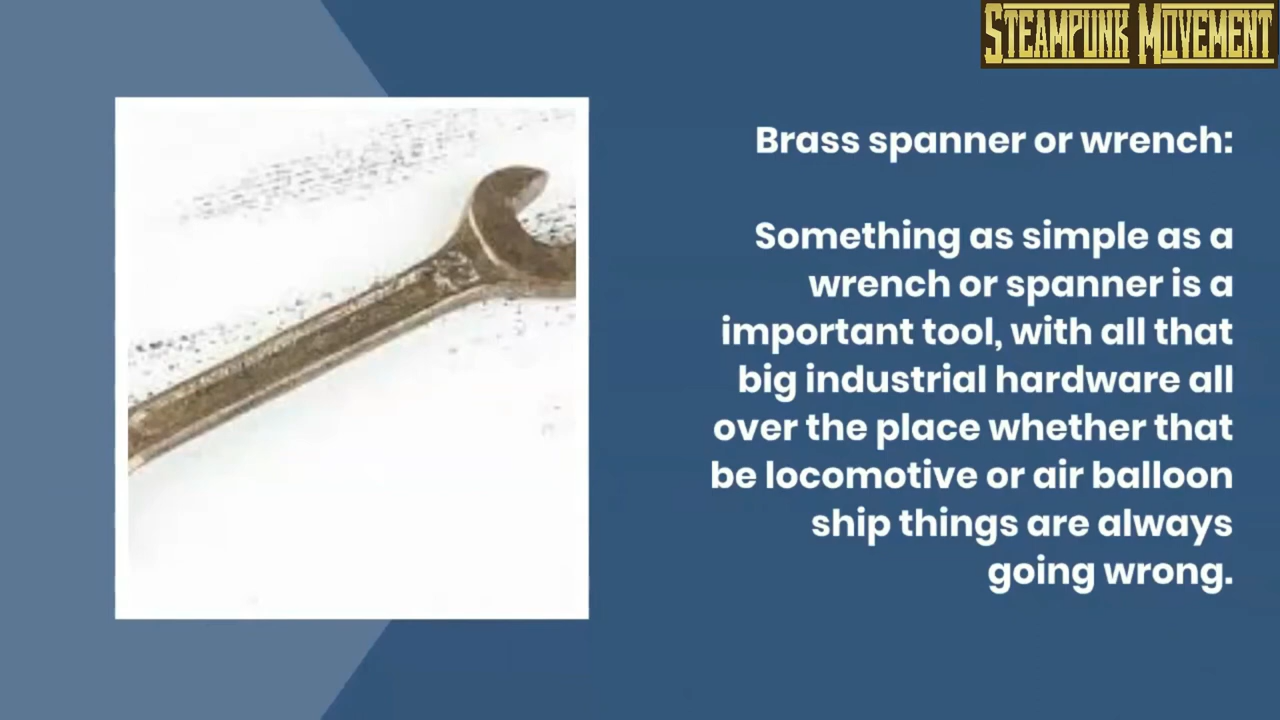 STEAMPUNK MOVEMENT
Brass spanner or wrench:
Something as simple as a
wrench or spanner is a
important tool, with all that
big industrial hardware all
over the place whether that
be locomotive or air balloon
ship things are always
going wrong.